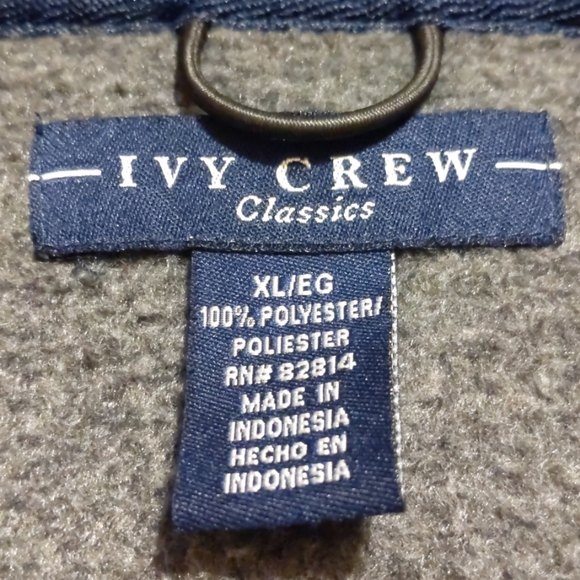 IVY CREW
Classics
XL/EG
100% POLYESTER/
POLIESTER
RN# 82814
MADE IN
INDONESIA
HECHO EN
INDONESIA